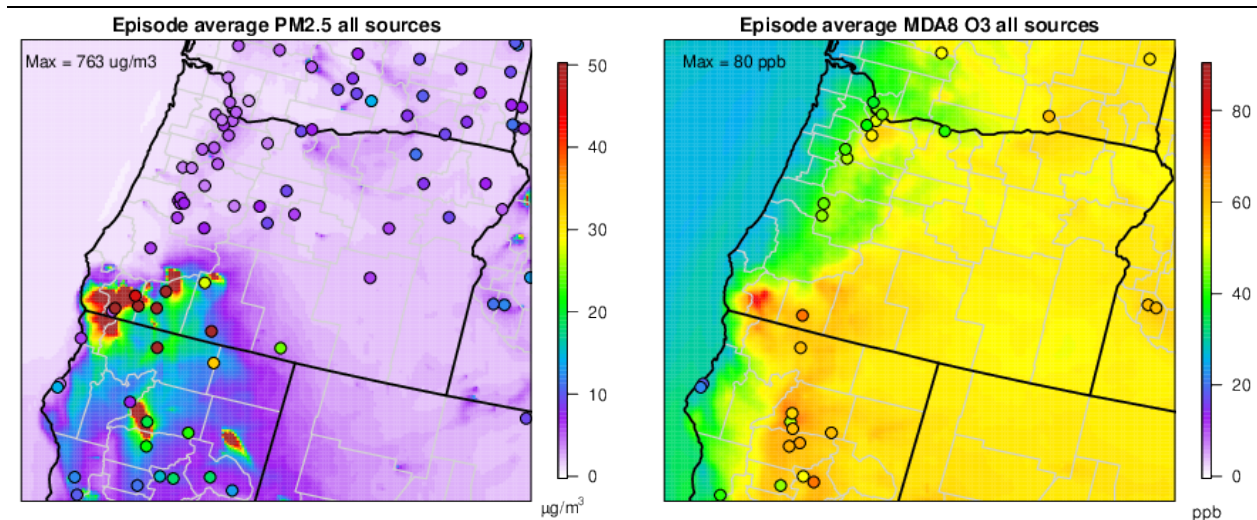 Episode average PM2.5 all sources
Max = 763 ug/m3
50
40
30
20
10
0
µg/m³
Episode average MDA8 O3 all sources
Max = 80 ppb
80
60
40
20
0
ppb